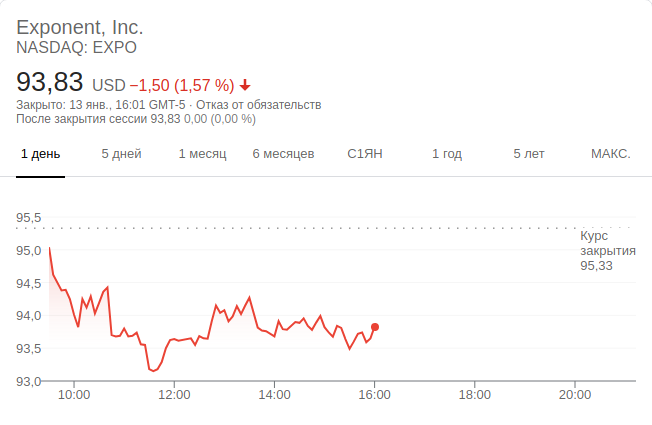 Exponent, Inc.
NASDAQ: EXPO
93,83 USD −1,50 (1,57 %)
Закрыто: 13 янв., 16:01 GMT-5 · Отказ от обязательств
После закрытия сессии 93,83 0,00 (0,00 %)
1 день 5 дней 1 месяц 6 месяцев С1ЯН 1 год 5 лет МАКС.
95,5
Курс
закрытия
95,33
95,0
94,5
94,0
93,5
93,0
10:00 12:00 14:00 16:00 18:00 20:00